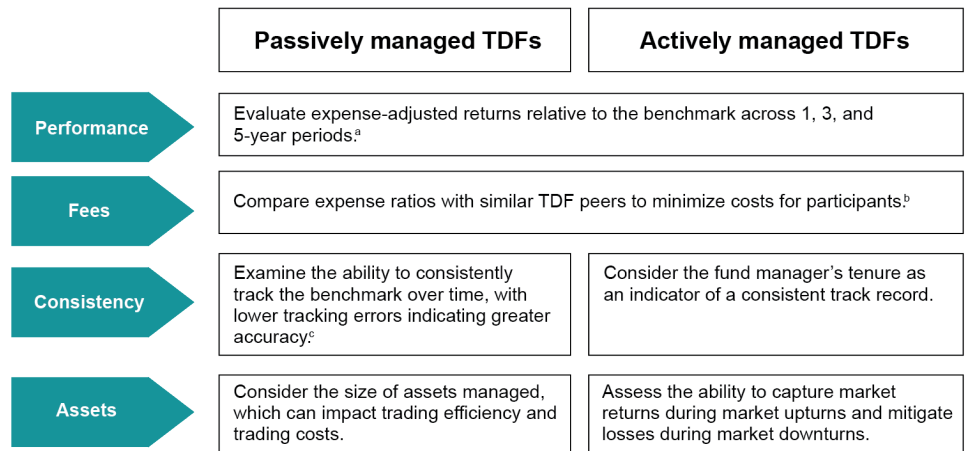 Passively managed TDFs
Actively managed TDFs
Performance
Evaluate expense-adjusted returns relative to the benchmark across 1, 3, and
5-year periods.ᵃ
Fees
Compare expense ratios with similar TDF peers to minimize costs for participants.ᵇ
Consistency
Examine the ability to consistently
track the benchmark over time, with
lower tracking errors indicating greater
accuracy.ᶜ
Consider the fund manager’s tenure as
an indicator of a consistent track record.
Assets
Consider the size of assets managed,
which can impact trading efficiency and
trading costs.
Assess the ability to capture market
returns during market upturns and mitigate
losses during market downturns.